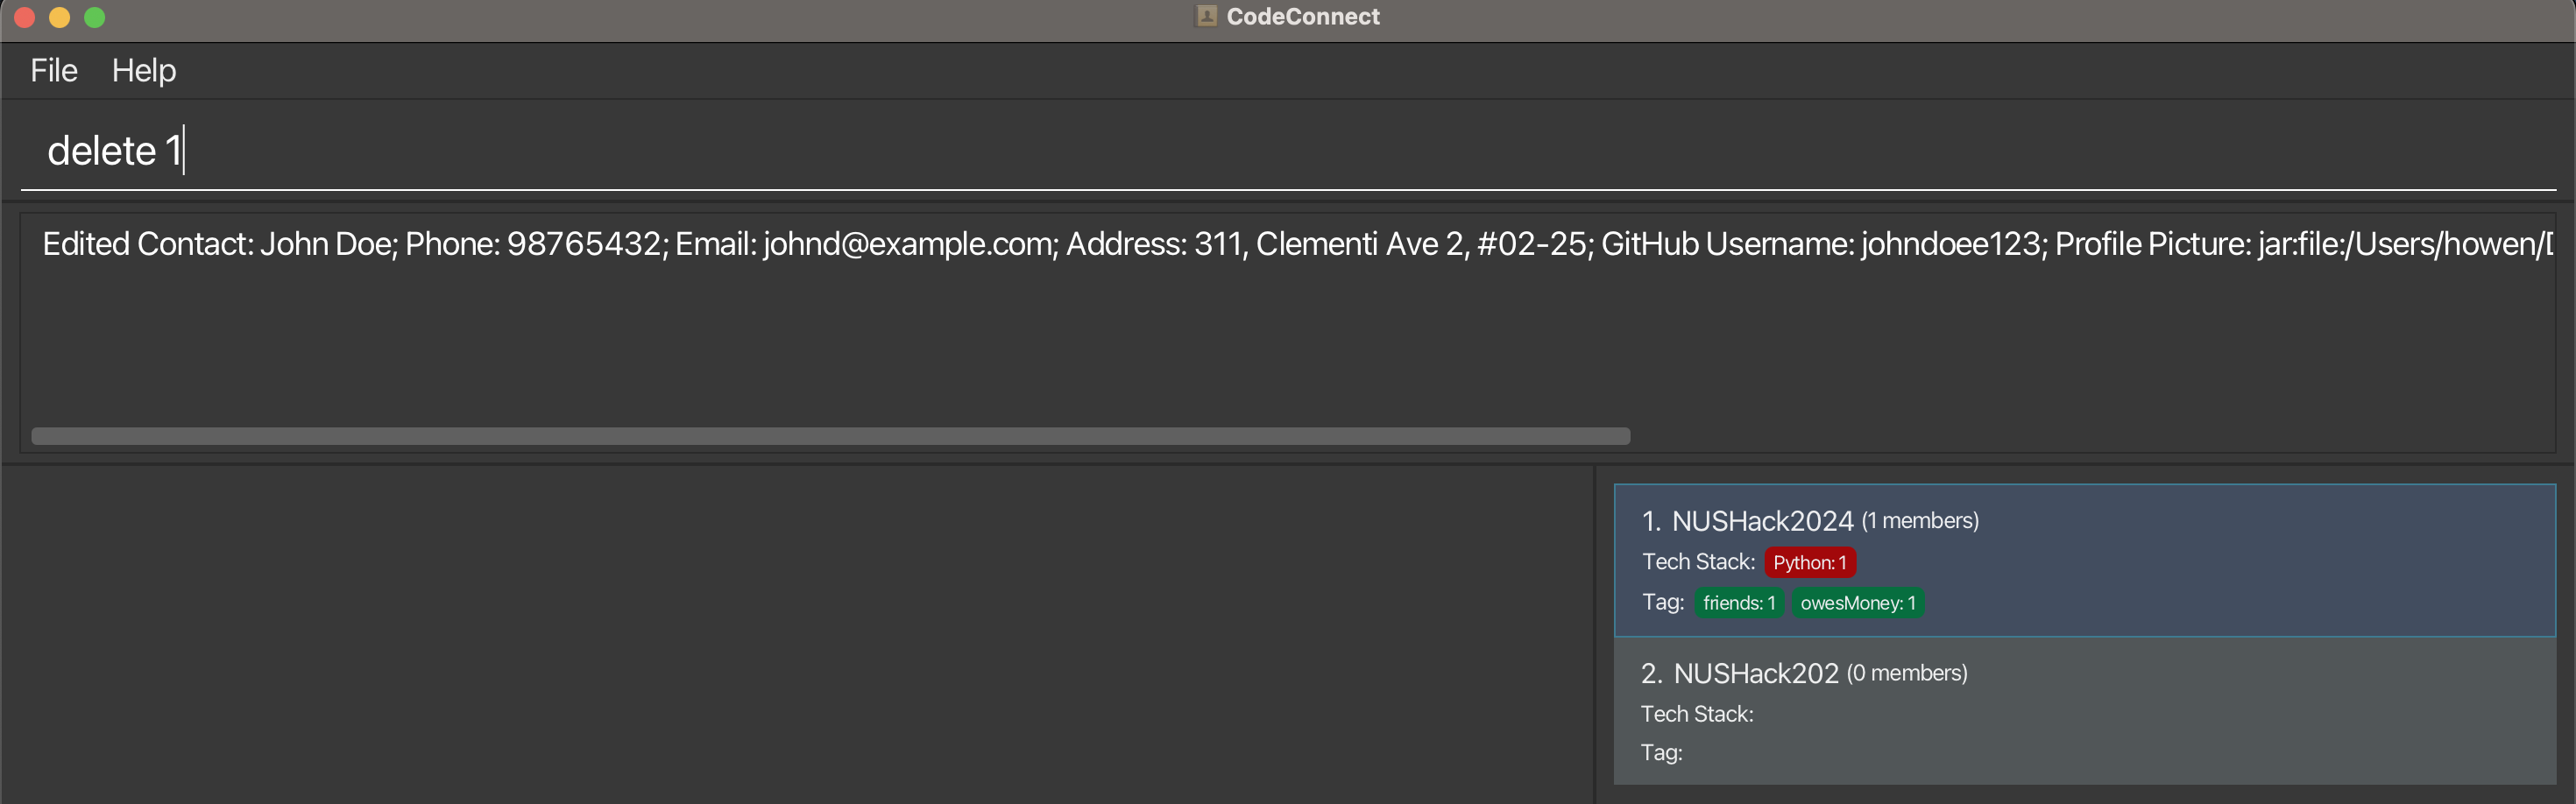 CodeConnect
File Help
delete 1
Edited Contact: John Doe; Phone: 98765432; Email: johnd@example.com; Address: 311, Clementi Ave 2, #02-25; GitHub Username: johndoee123; Profile Picture: jar:file:/Users/howen/
1. NUSHack2024 (1 members)
Tech Stack: Python: 1
Tag: friends: 1 owesMoney: 1
2. NUSHack202 (0 members)
Tech Stack:
Tag: